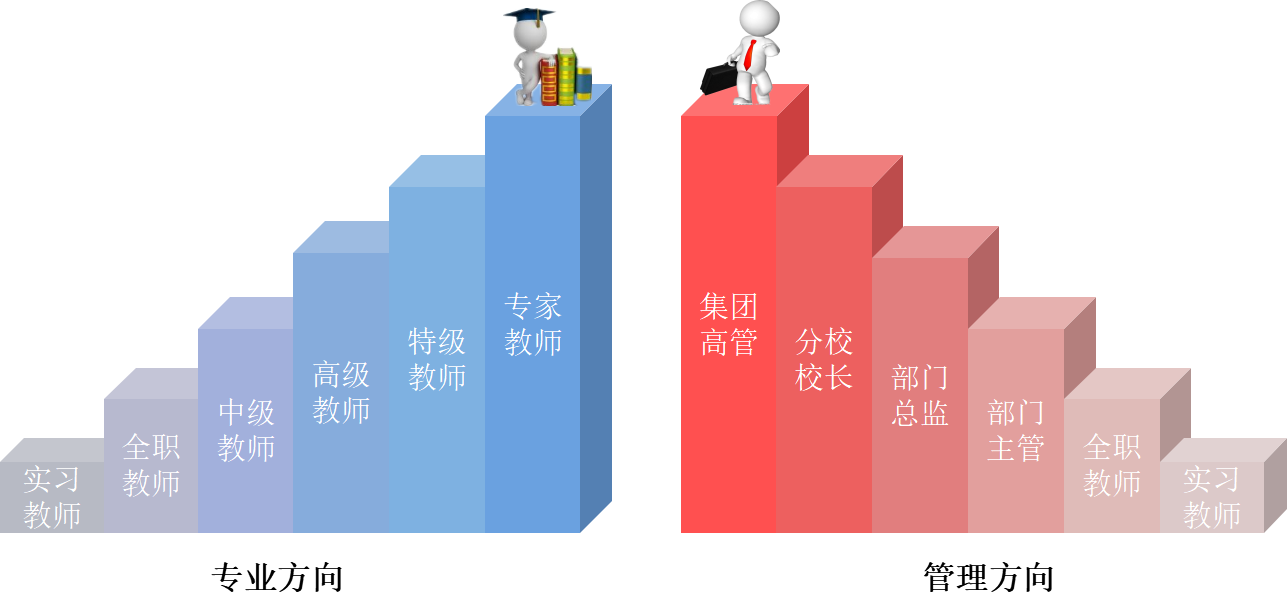 实习
教师
全职
教师
中级
教师
高级
教师
特级
教师
专家
教师
集团
高管
分校
校长
部门
总监
部门
主管
全职
教师
实习
教师
专业方向
管理方向